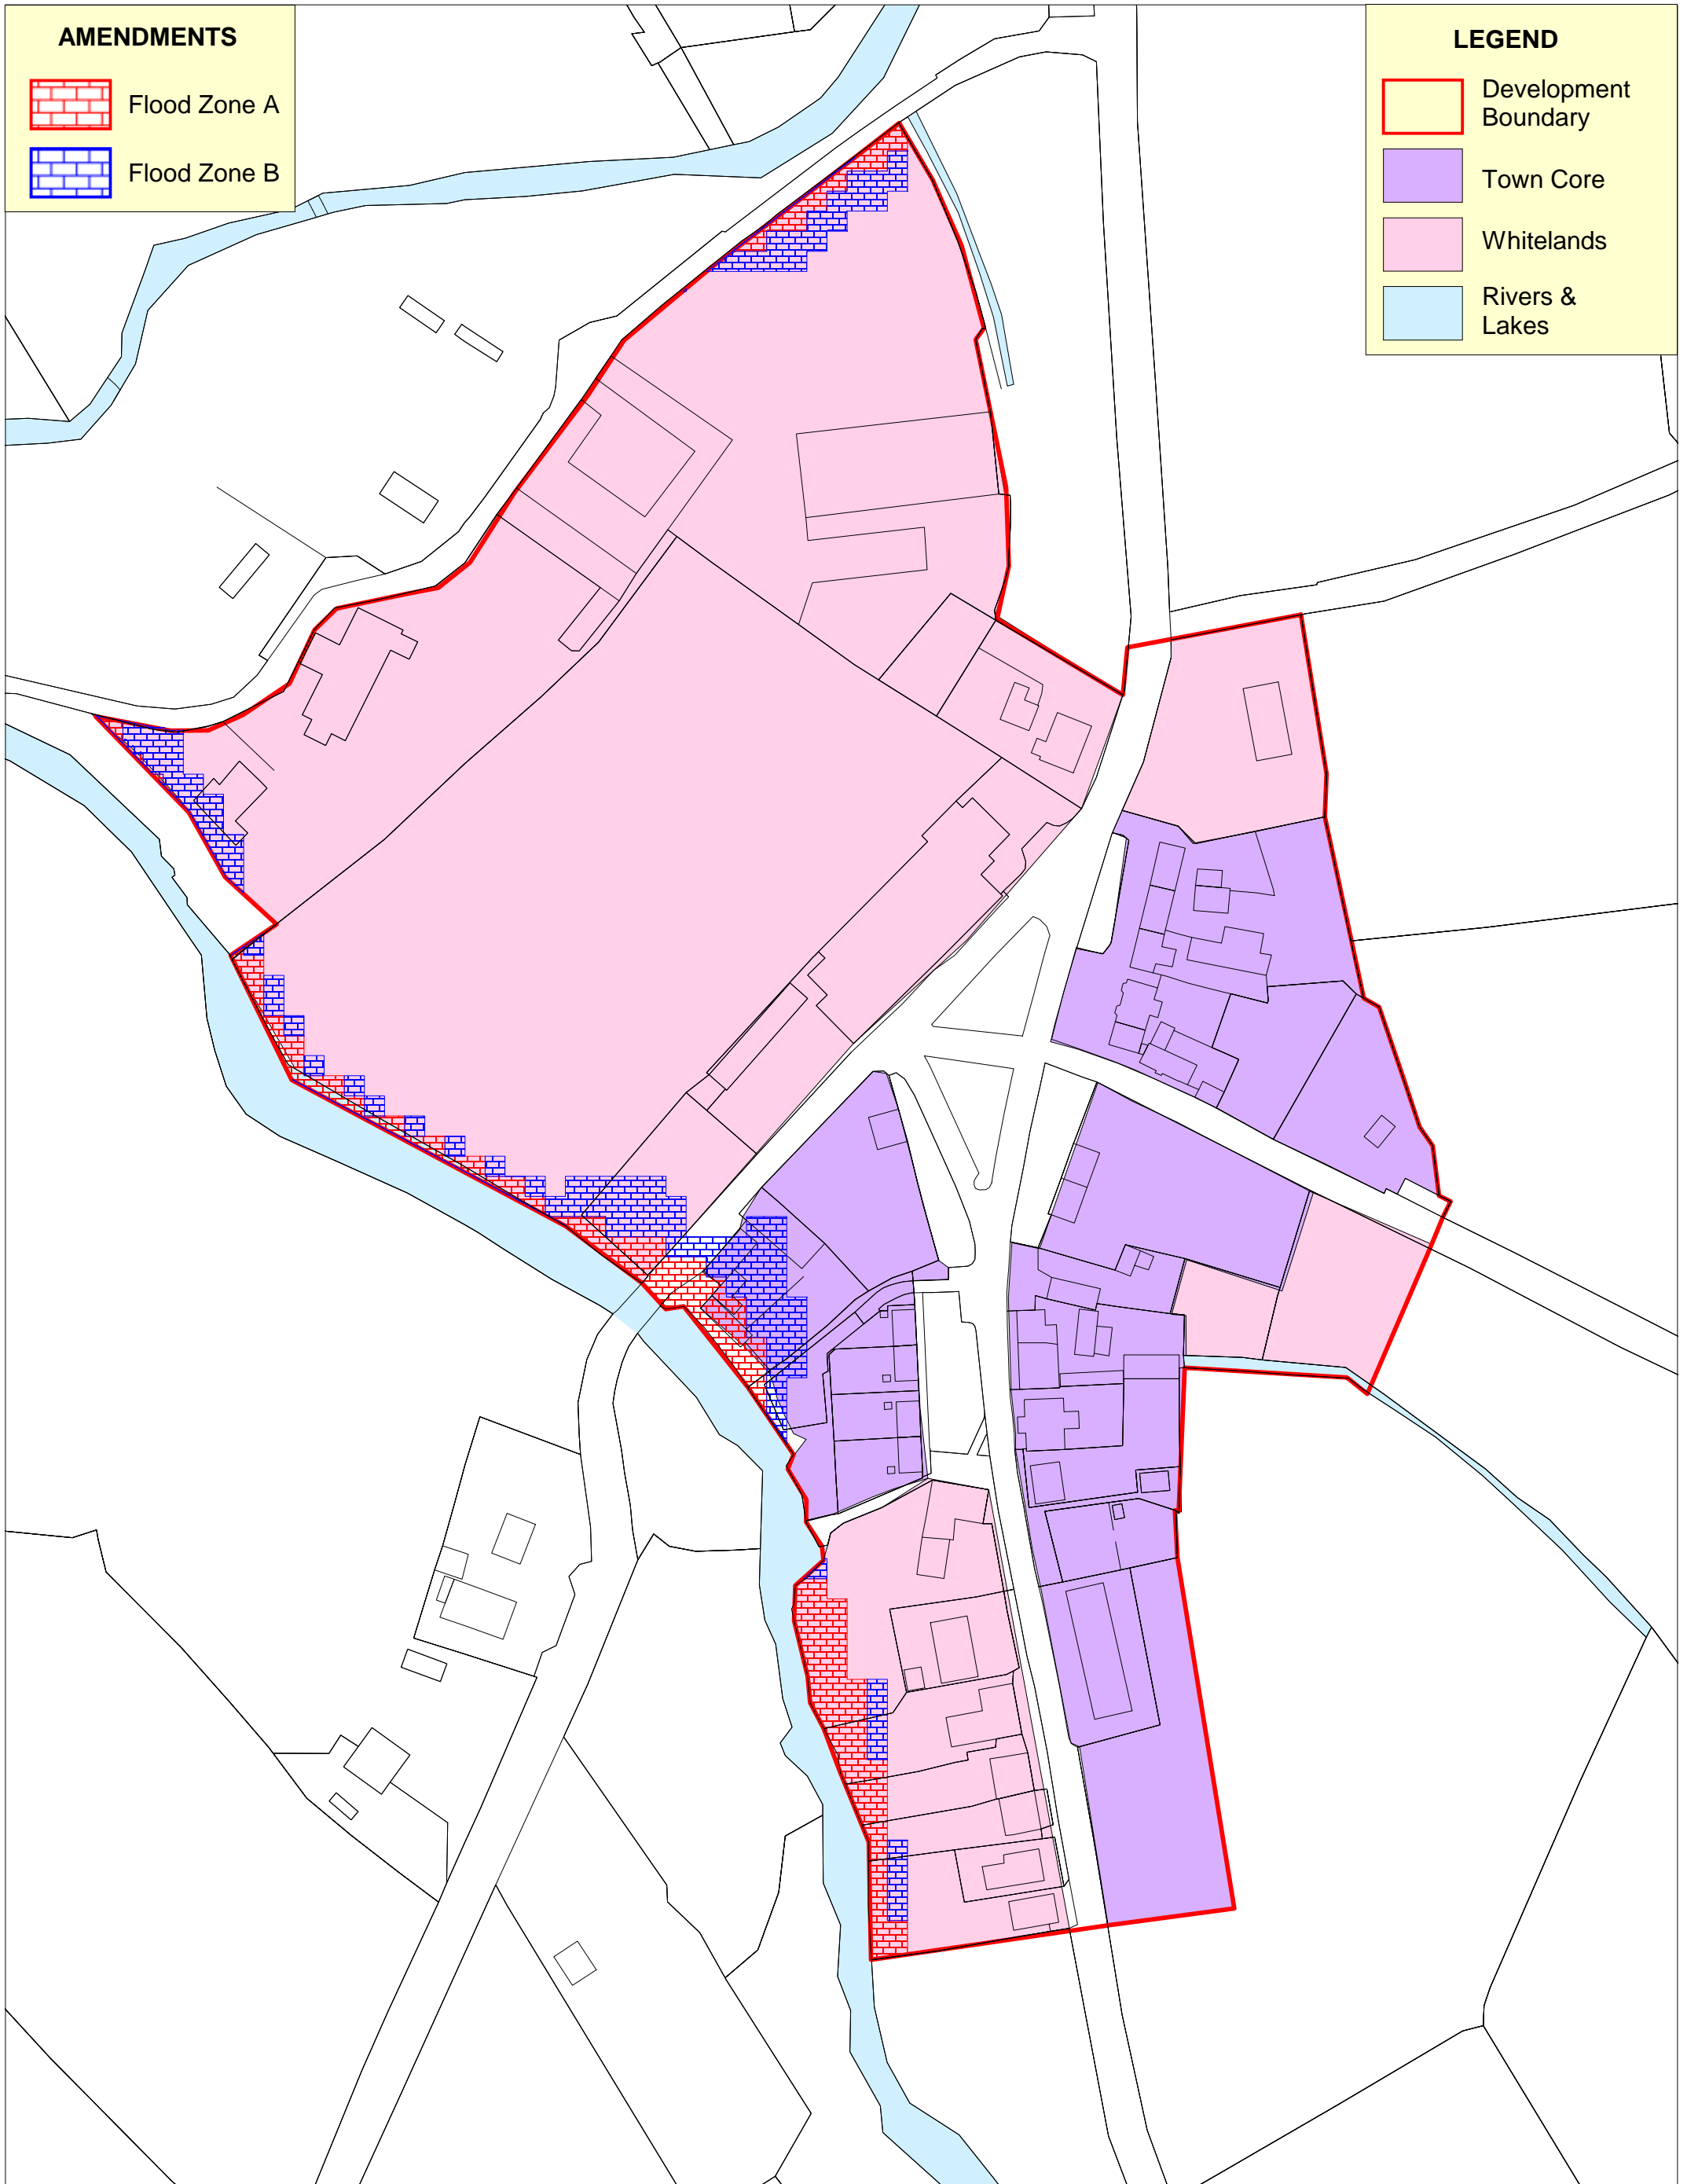 AMENDMENTS
Flood Zone A
Flood Zone B
LEGEND
Development
Boundary
Town Core
Whitelands
Rivers &
Lakes